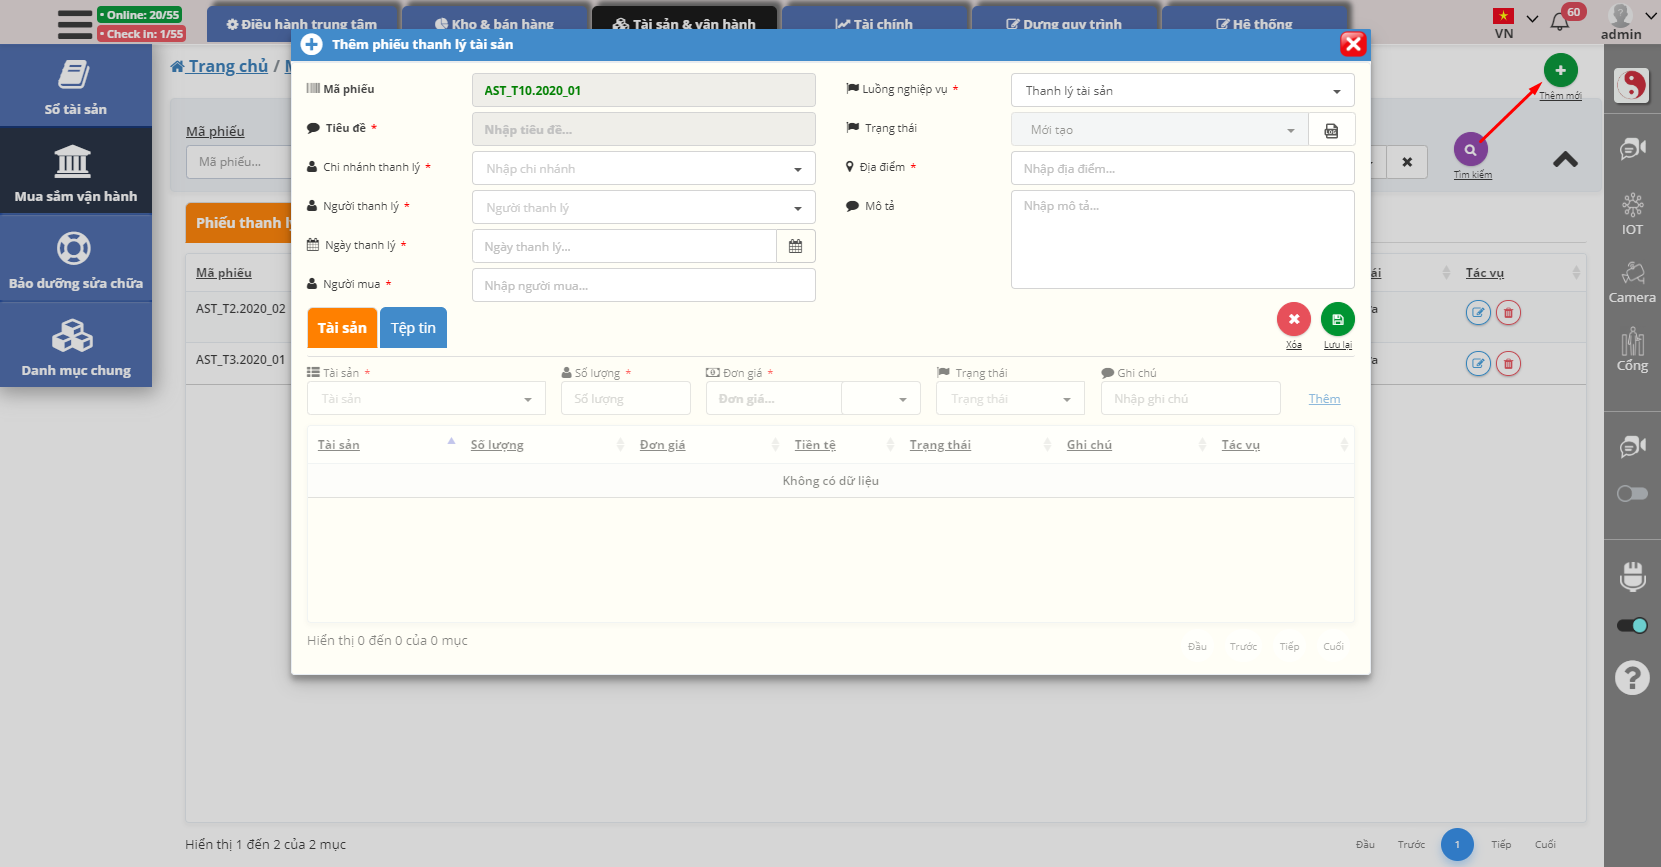 Online: 20/55
Check in: 1/55
Điều hành trung tâm
Kho & bán hàng
Tài sản & vận hành
Tài chính
Dựng quy trình
Hệ thống
VN
60
admin
Sổ tài sản
Mua sắm vận hành
Bảo dưỡng sửa chữa
Danh mục chung
Trang chủ /
Thêm mới
Mã phiếu
Mã phiếu...
Tìm kiếm
Phiếu thanh lý
Mã phiếu
Tác vụ
AST_T2.2020_02
AST_T3.2020_01
Thêm phiếu thanh lý tài sản
Mã phiếu
AST_T10.2020_01
Luồng nghiệp vụ *
Thanh lý tài sản
Tiêu đề *
Nhập tiêu đề...
Trạng thái
Mới tạo
LOG
Chi nhánh thanh lý *
Nhập chi nhánh
Địa điểm *
Nhập địa điểm...
Người thanh lý *
Người thanh lý
Mô tả
Nhập mô tả...
Ngày thanh lý *
Ngày thanh lý...
Người mua *
Nhập người mua...
Tài sản
Tệp tin
Xóa
Lưu lại
Tài sản *
Số lượng *
Đơn giá *
Trạng thái
Ghi chú
Tài sản
Số lượng
Đơn giá...
Trạng thái
Nhập ghi chú
Thêm
Tài sản
Số lượng
Đơn giá
Tiền tệ
Trạng thái
Ghi chú
Tác vụ
Không có dữ liệu
Hiển thị 0 đến 0 của 0 mục
Đầu
Trước
Tiếp
Cuối
Hiển thị 1 đến 2 của 2 mục
Đầu
Trước
1
Tiếp
Cuối
IOT
Camera
Cổng